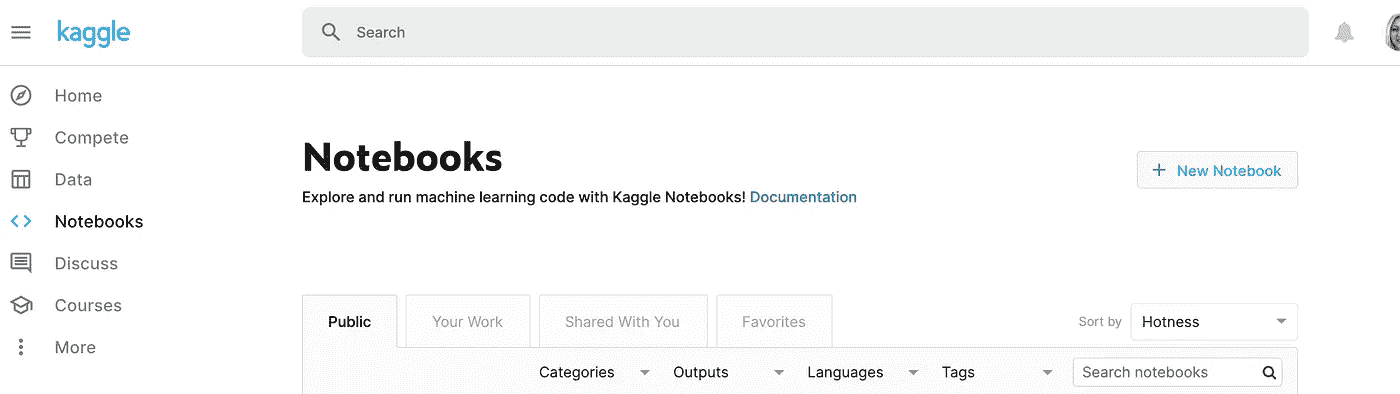 kaggle
Search
Home
Compete
Data
Notebooks
Discuss
Courses
More
Notebooks
Explore and run machine learning code with Kaggle Notebooks! Documentation
+ New Notebook
Public Your Work Shared With You Favorites
Sort by Hotness
Categories Outputs Languages Tags Search notebooks